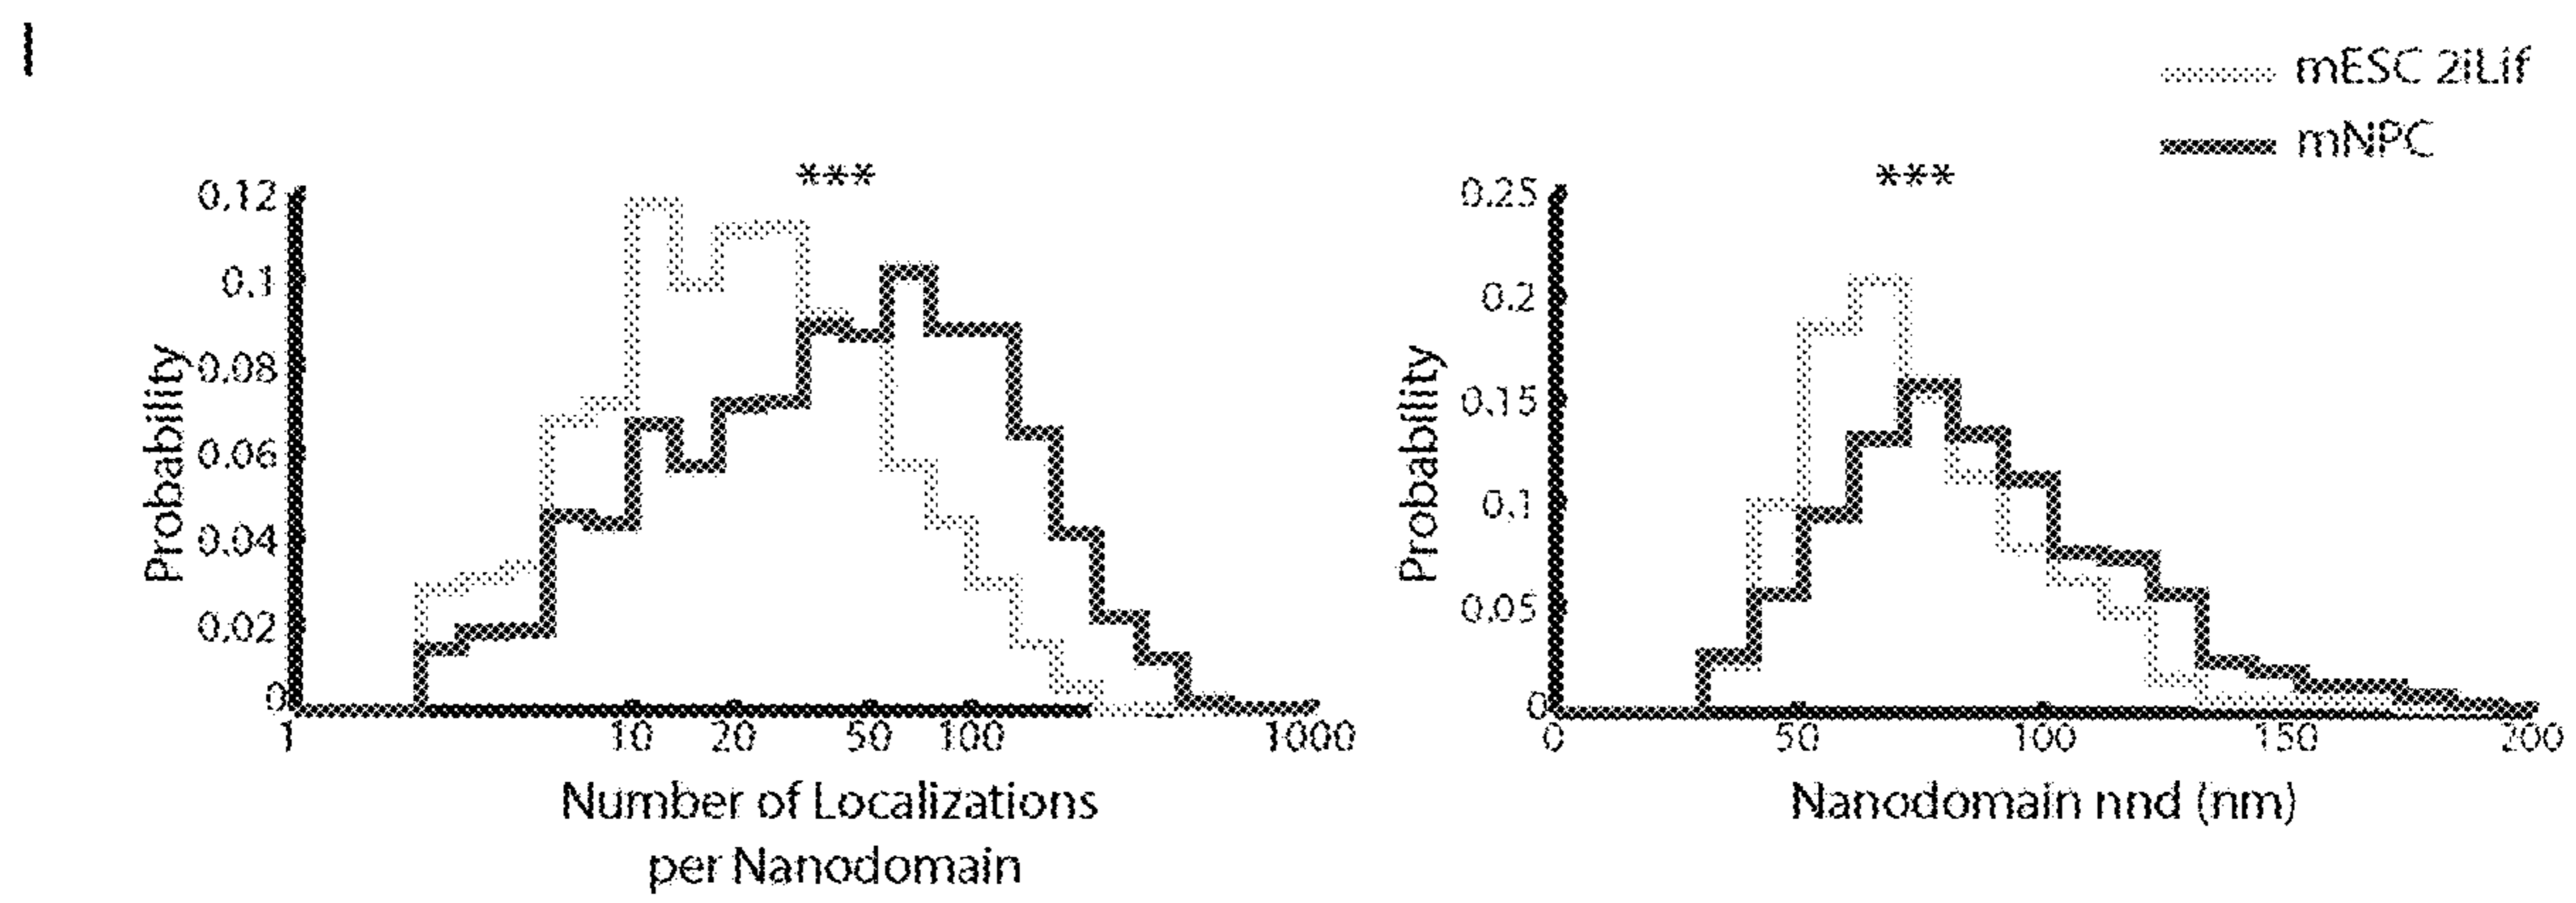 I
mESC 2iLif
mNPC
***
0.12
0.1
0.08
0.06
0.04
0.02
0
Probability
1 10 20 50 100 1000
Number of Localizations
per Nanodomain
***
0.25
0.2
0.15
0.1
0.05
0
Probability
0 50 100 150 200
Nanodomain nnd (nm)